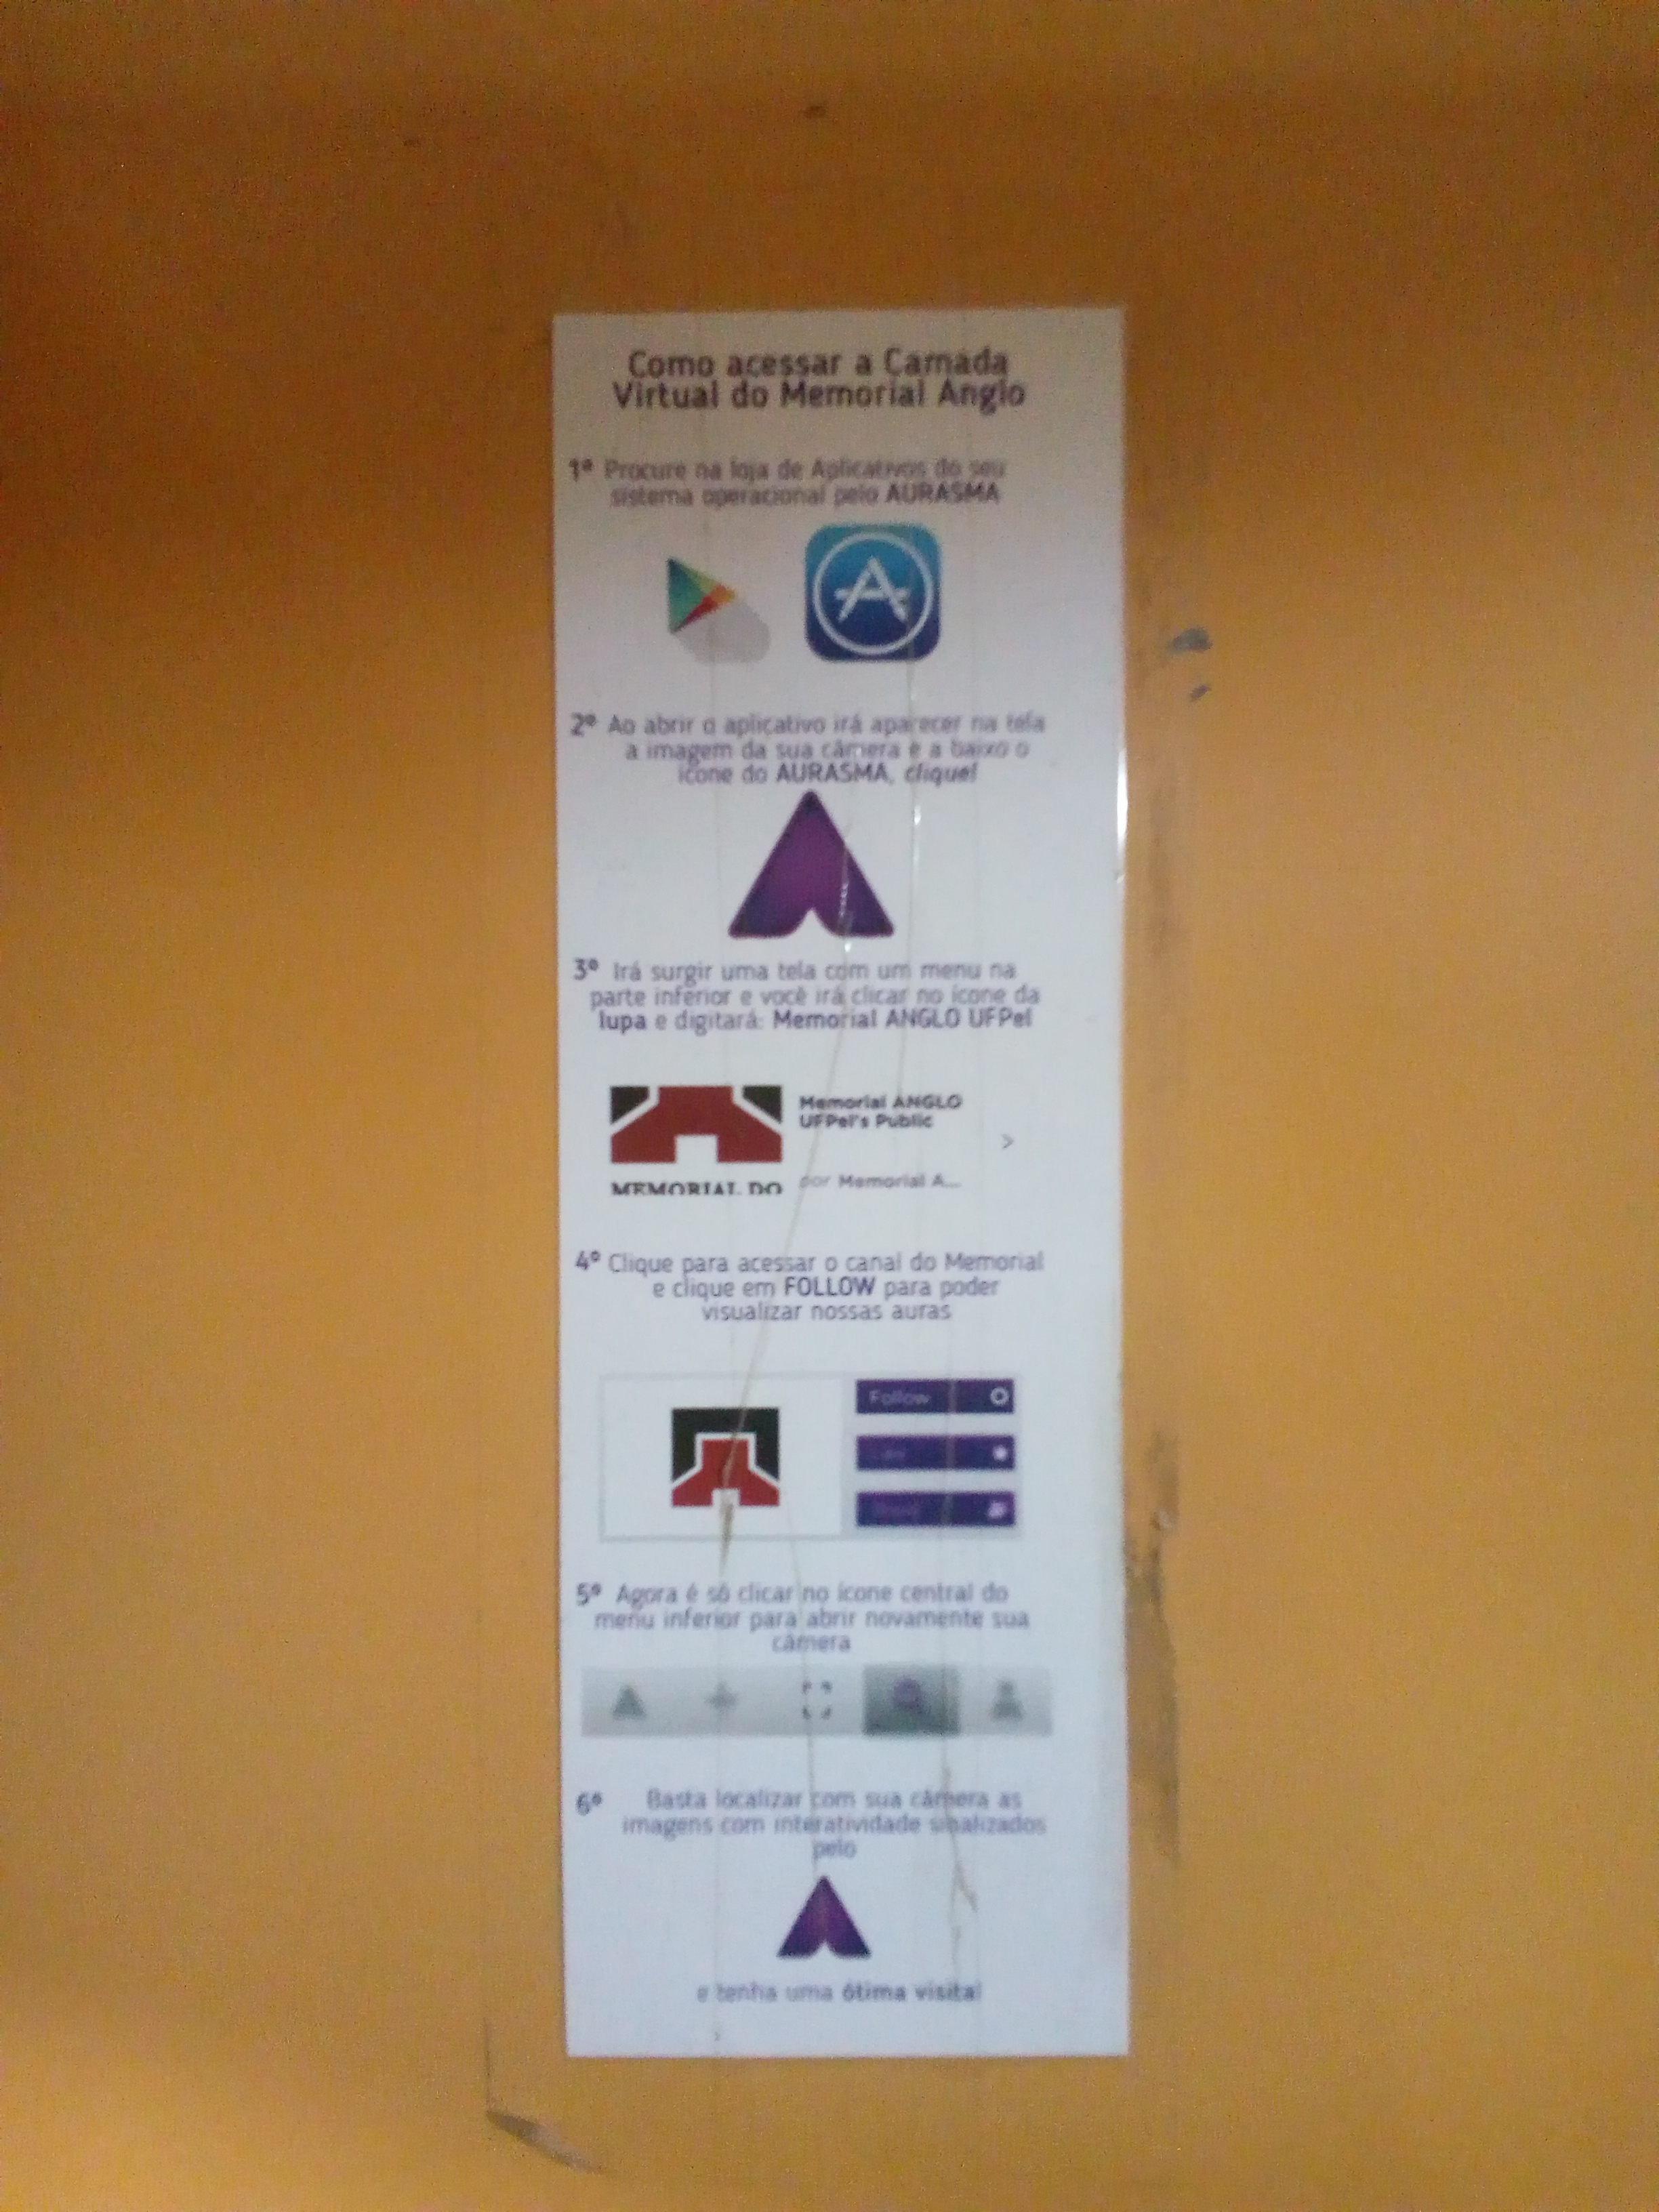 Como acessar a Camada
Virtual do Memorial Anglo
1º Procure na loja de Aplicativos do seu
sistema operacional pelo AURASMA
2º Ao abrir o aplicativo irá aparecer na tela
a imagem da sua câmera e a baixo o
ícone do AURASMA, clique!
3º Irá surgir uma tela com um menu na
parte inferior e você irá clicar no ícone da
lupa e digitará: Memorial ANGLO UFPel
Memorial ANGLO
UFPel's Public
>
MEMORIAL DO
por Memorial A...
4º Clique para acessar o canal do Memorial
e clique em FOLLOW para poder
visualizar nossas auras
Follow
5º Agora é só clicar no ícone central do
menu inferior para abrir novamente sua
câmera
6º Basta localizar com sua câmera as
imagens com interatividade sinalizados
pelo
e tenha uma ótima visita!